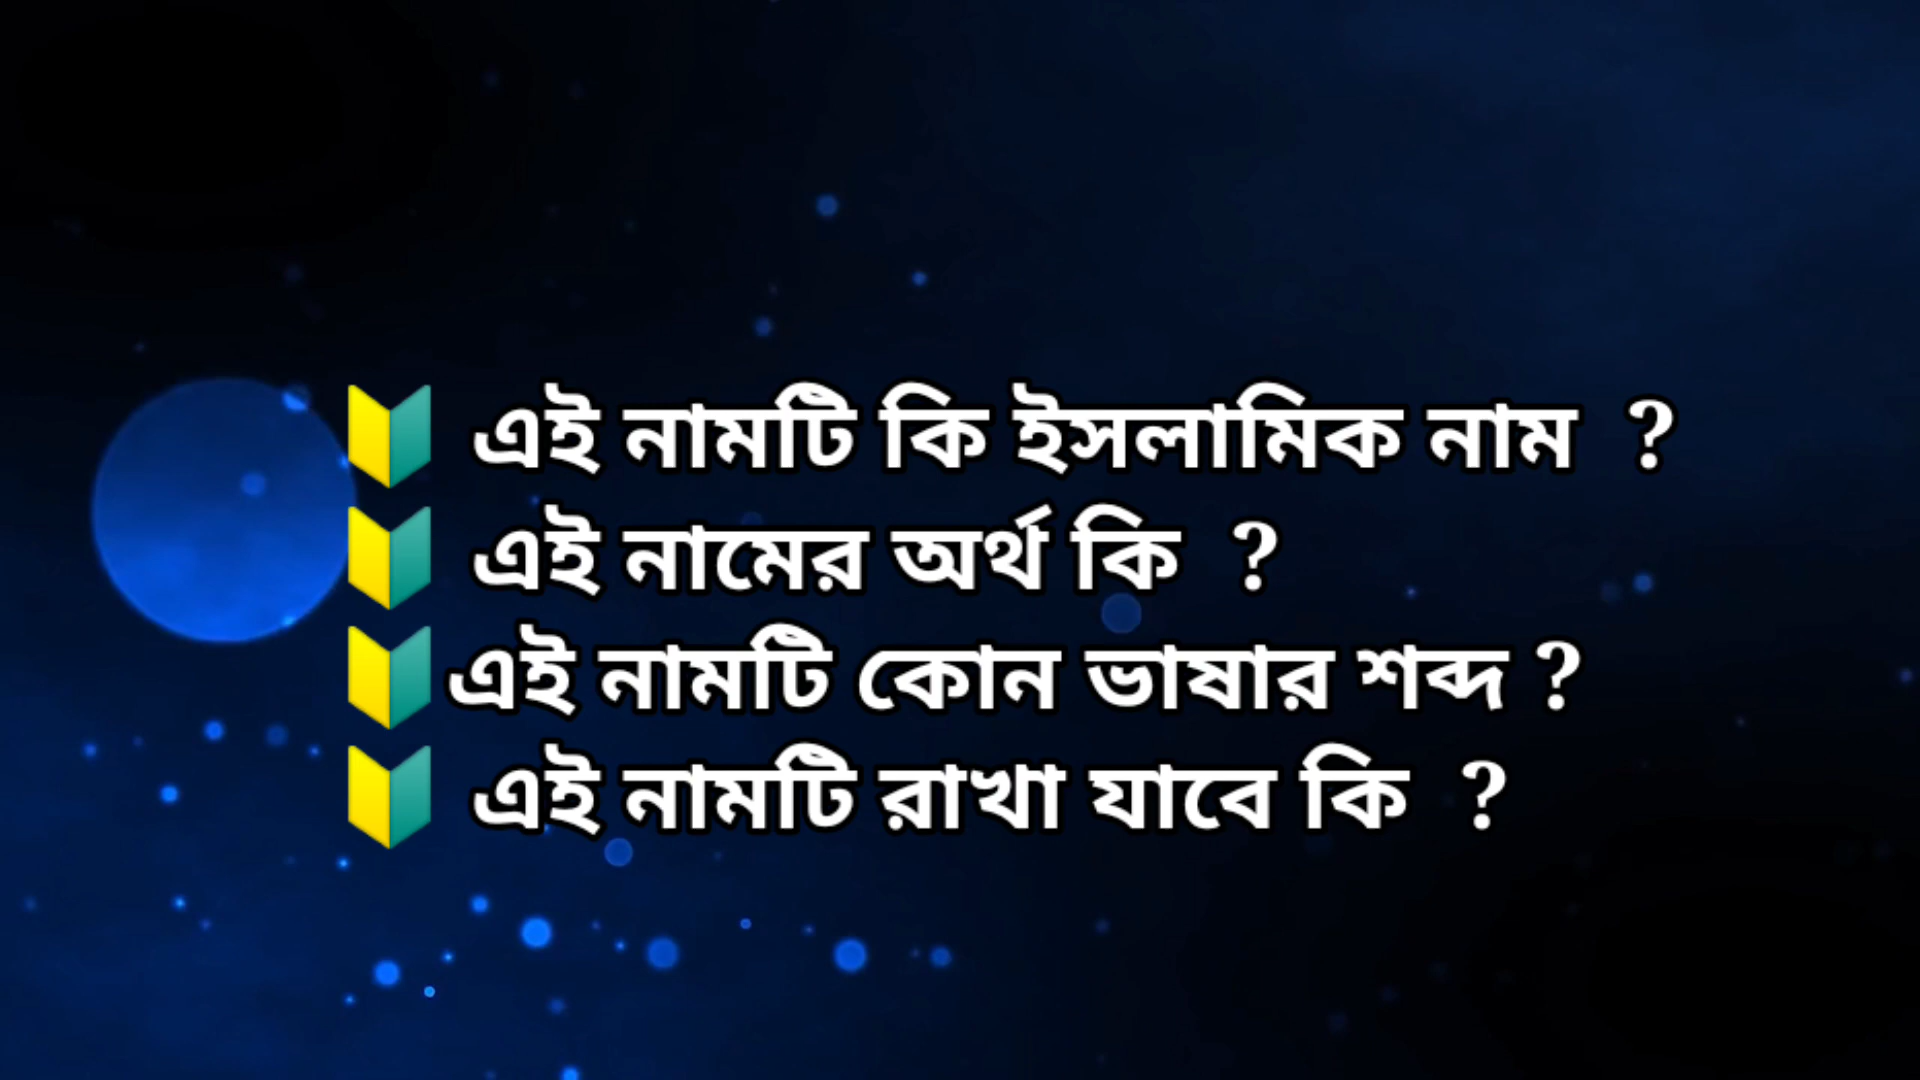 🔰 এই নামটি কি ইসলামিক নাম ?
🔰 এই নামের অর্থ কি ?
🔰এই নামটি কোন ভাষার শব্দ ?
🔰 এই নামটি রাখা যাবে কি ?